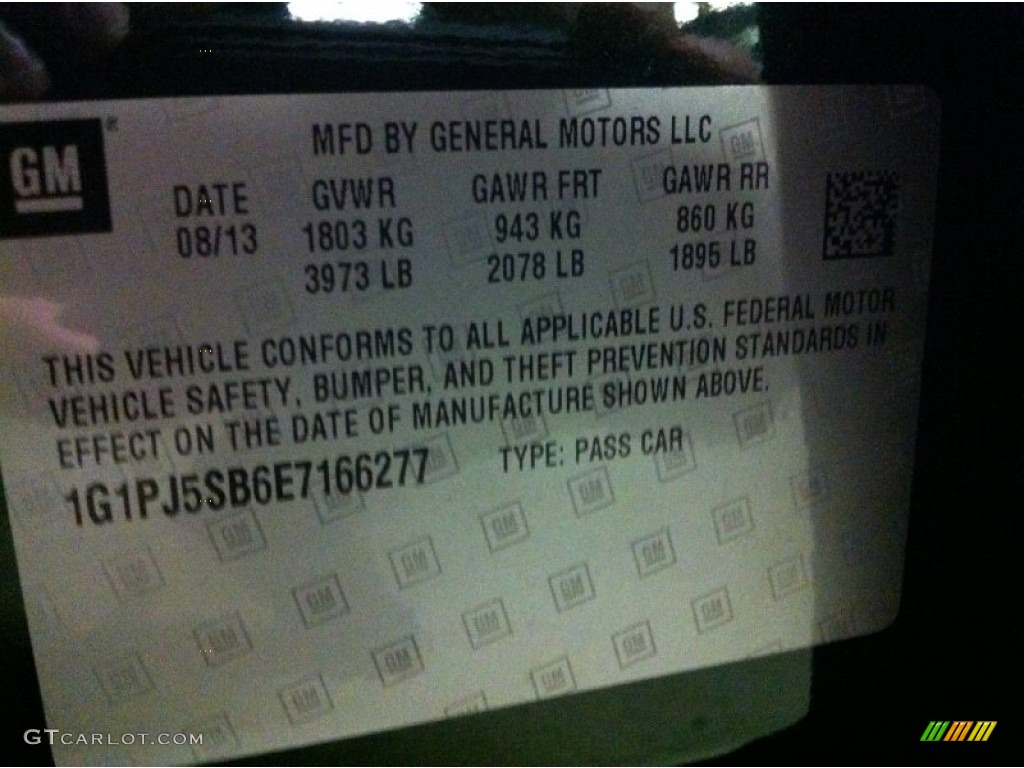 GM
MFD BY GENERAL MOTORS LLC
DATE GVWR GAWR FRT GAWR RR
08/13 1803 KG 943 KG 860 KG
3973 LB 2078 LB 1895 LB
THIS VEHICLE CONFORMS TO ALL APPLICABLE U.S. FEDERAL MOTOR
VEHICLE SAFETY, BUMPER, AND THEFT PREVENTION STANDARDS IN
EFFECT ON THE DATE OF MANUFACTURE SHOWN ABOVE.
1G1PJ5SB6E7166277 TYPE: PASS CAR
GTCARLOT.COM